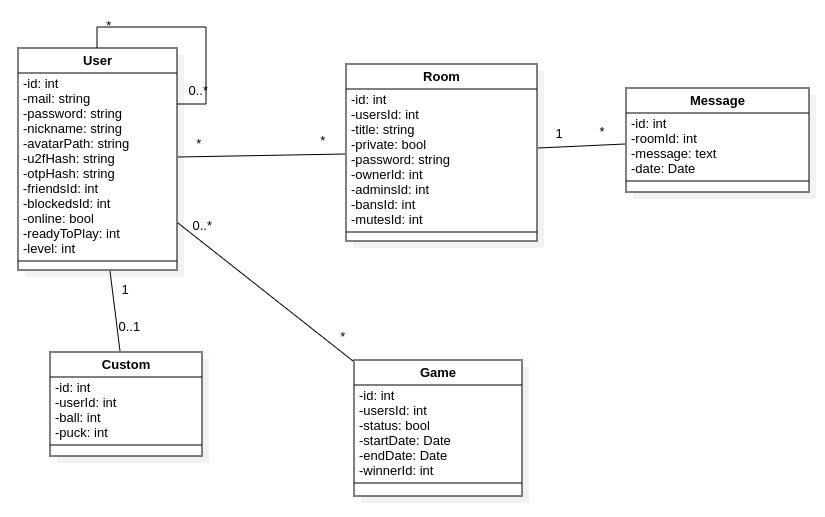 *
User
-id: int
-mail: string
-password: string
-nickname: string
-avatarPath: string
-u2fHash: string
-otpHash: string
-friendsId: int
-blockedsId: int
-online: bool
-readyToPlay: int
-level: int
0..*
*
*
Room
-id: int
-usersId: int
-title: string
-private: bool
-password: string
-ownerId: int
-adminsId: int
-bansId: int
-mutesId: int
1
*
Message
-id: int
-roomId: int
-message: text
-date: Date
0..*
*
1
0..1
Custom
-id: int
-userId: int
-ball: int
-puck: int
Game
-id: int
-usersId: int
-status: bool
-startDate: Date
-endDate: Date
-winnerId: int